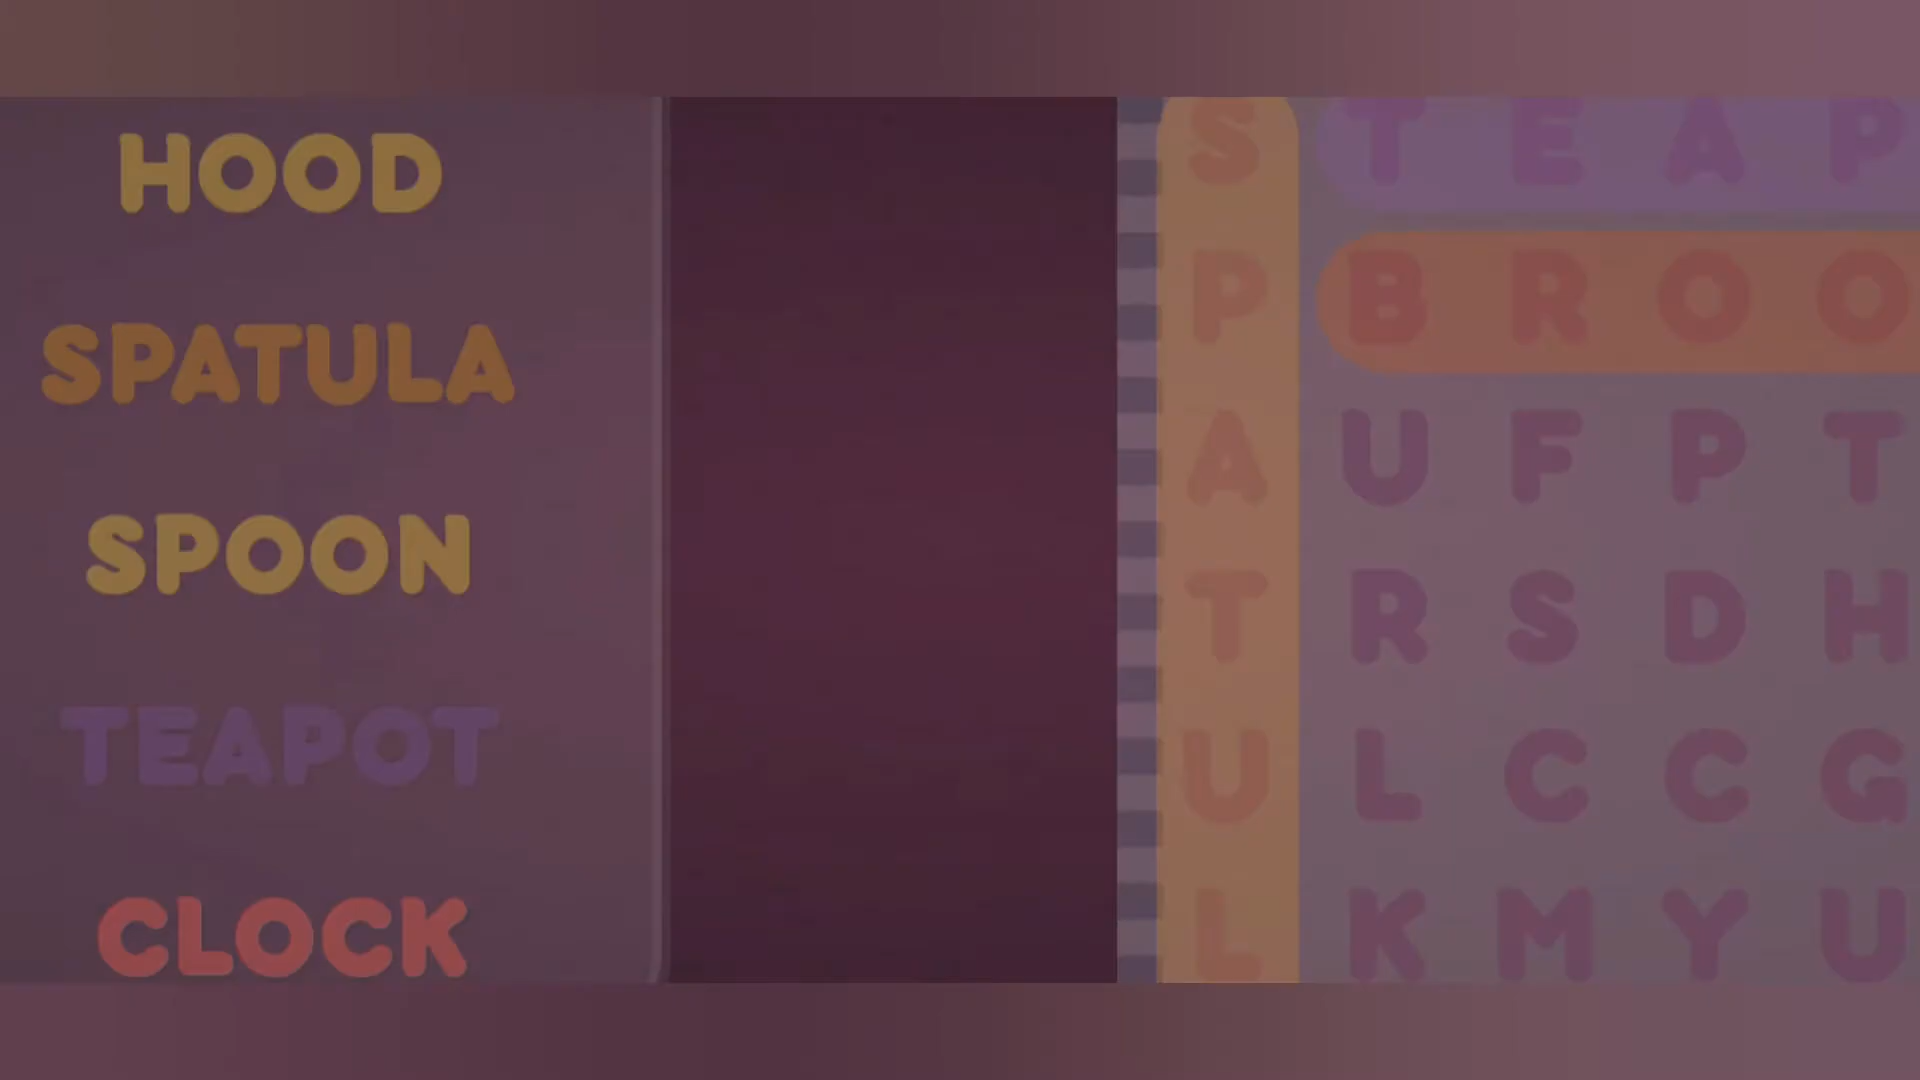 HOOD
SPATULA
SPOON
TEAPOT
CLOCK
S T E A P
P B R O O
A U F P T
T R S D H
U L C C G
L K M Y U